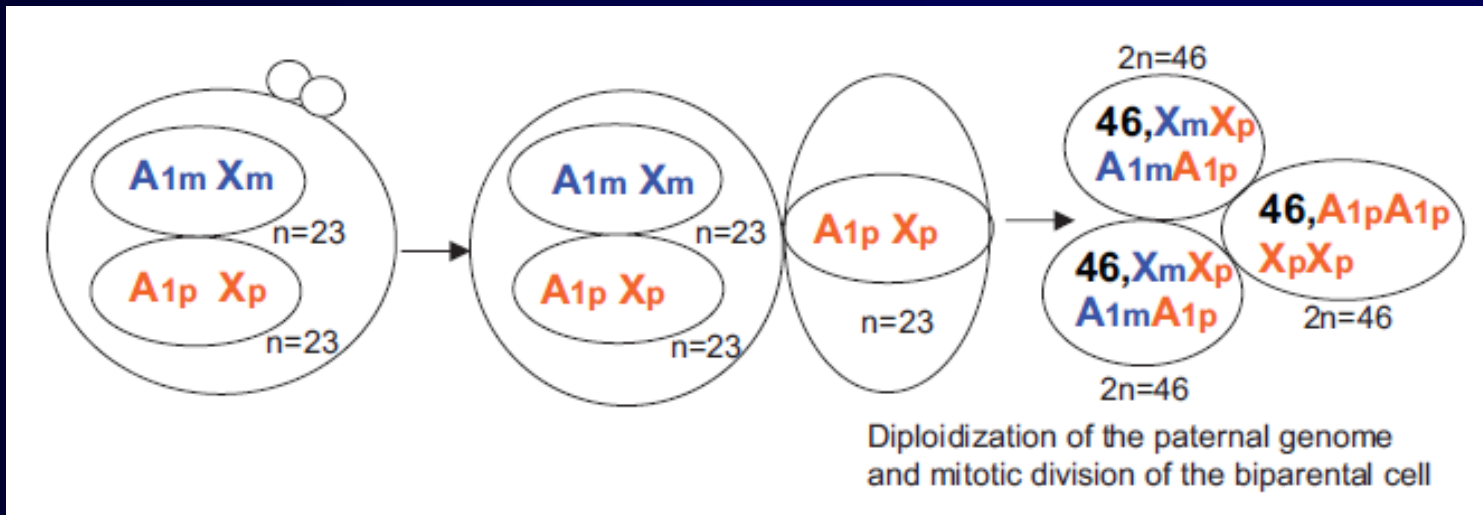 A1m Xm
n=23
A1p Xp
n=23
A1m Xm
n=23
A1p Xp
n=23
A1p Xp
n=23
2n=46
46,XmXp
A1mA1p
46,A1pA1p
XpXp
2n=46
46,XmXp
A1mA1p
2n=46
Diploidization of the paternal genome
and mitotic division of the biparental cell